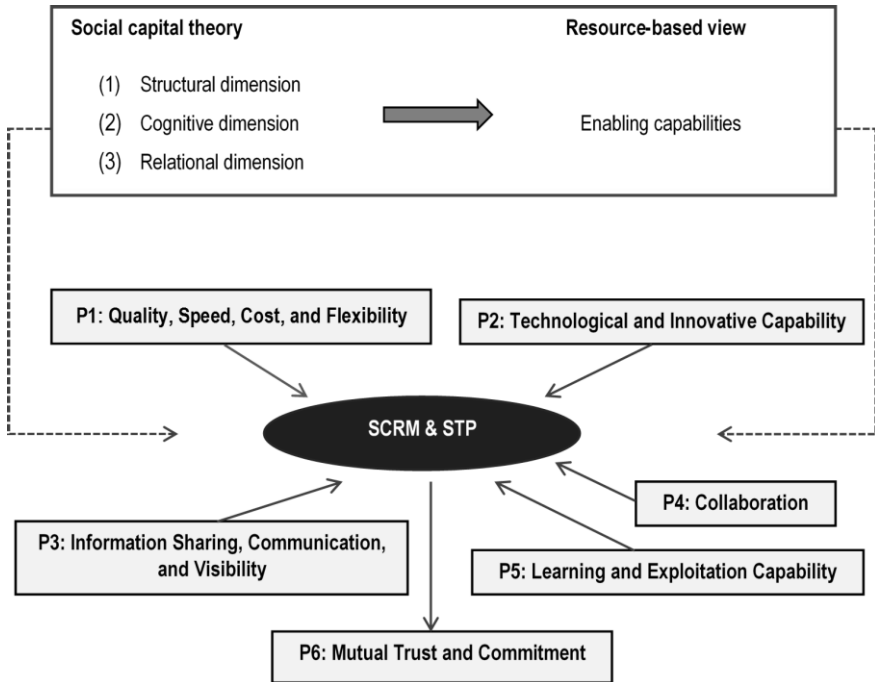 Social capital theory
Resource-based view
(1) Structural dimension
(2) Cognitive dimension
Enabling capabilities
(3) Relational dimension
P1: Quality, Speed, Cost, and Flexibility
P2: Technological and Innovative Capability
SCRM & STP
P4: Collaboration
P3: Information Sharing, Communication,
and Visibility
P5: Learning and Exploitation Capability
P6: Mutual Trust and Commitment